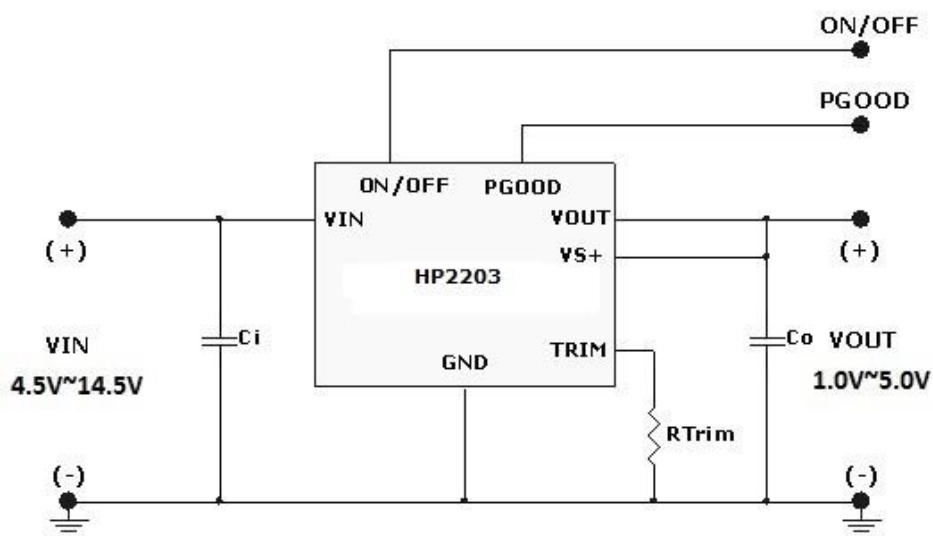 ON/OFF
PGOOD
ON/OFF PGOOD
VIN VOUT
(+) VS+ (+)
HP2203
Ci Co VOUT
VIN TRIM
GND
4.5V~14.5V 1.0V~5.0V
RTrim
(-) (-)